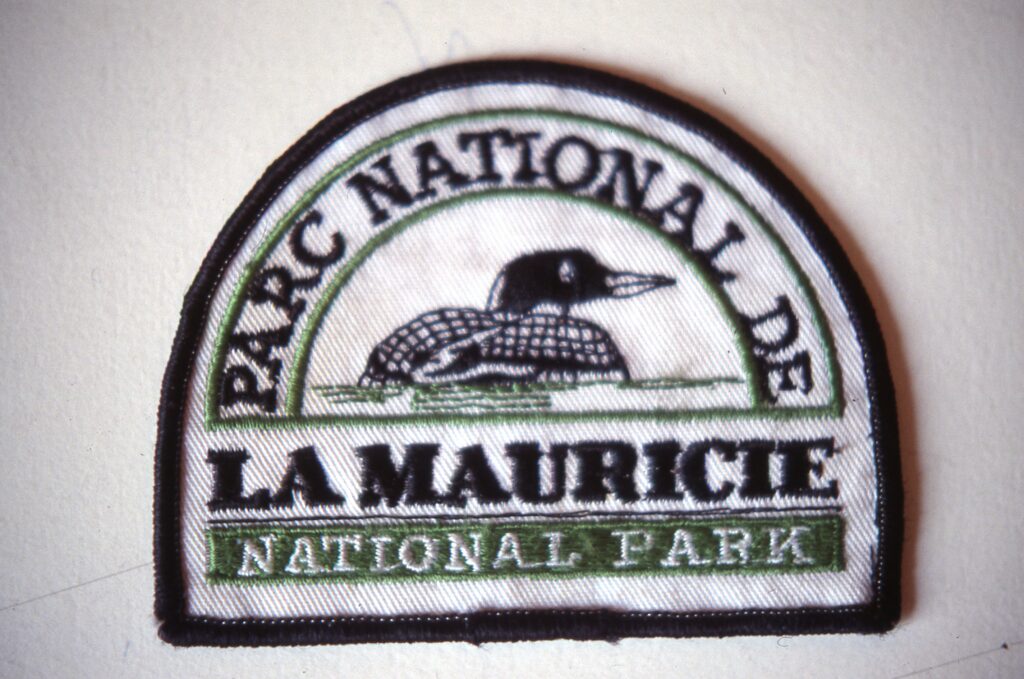 PARC NATIONAL DE
LA MAURICIE
NATIONAL PARK